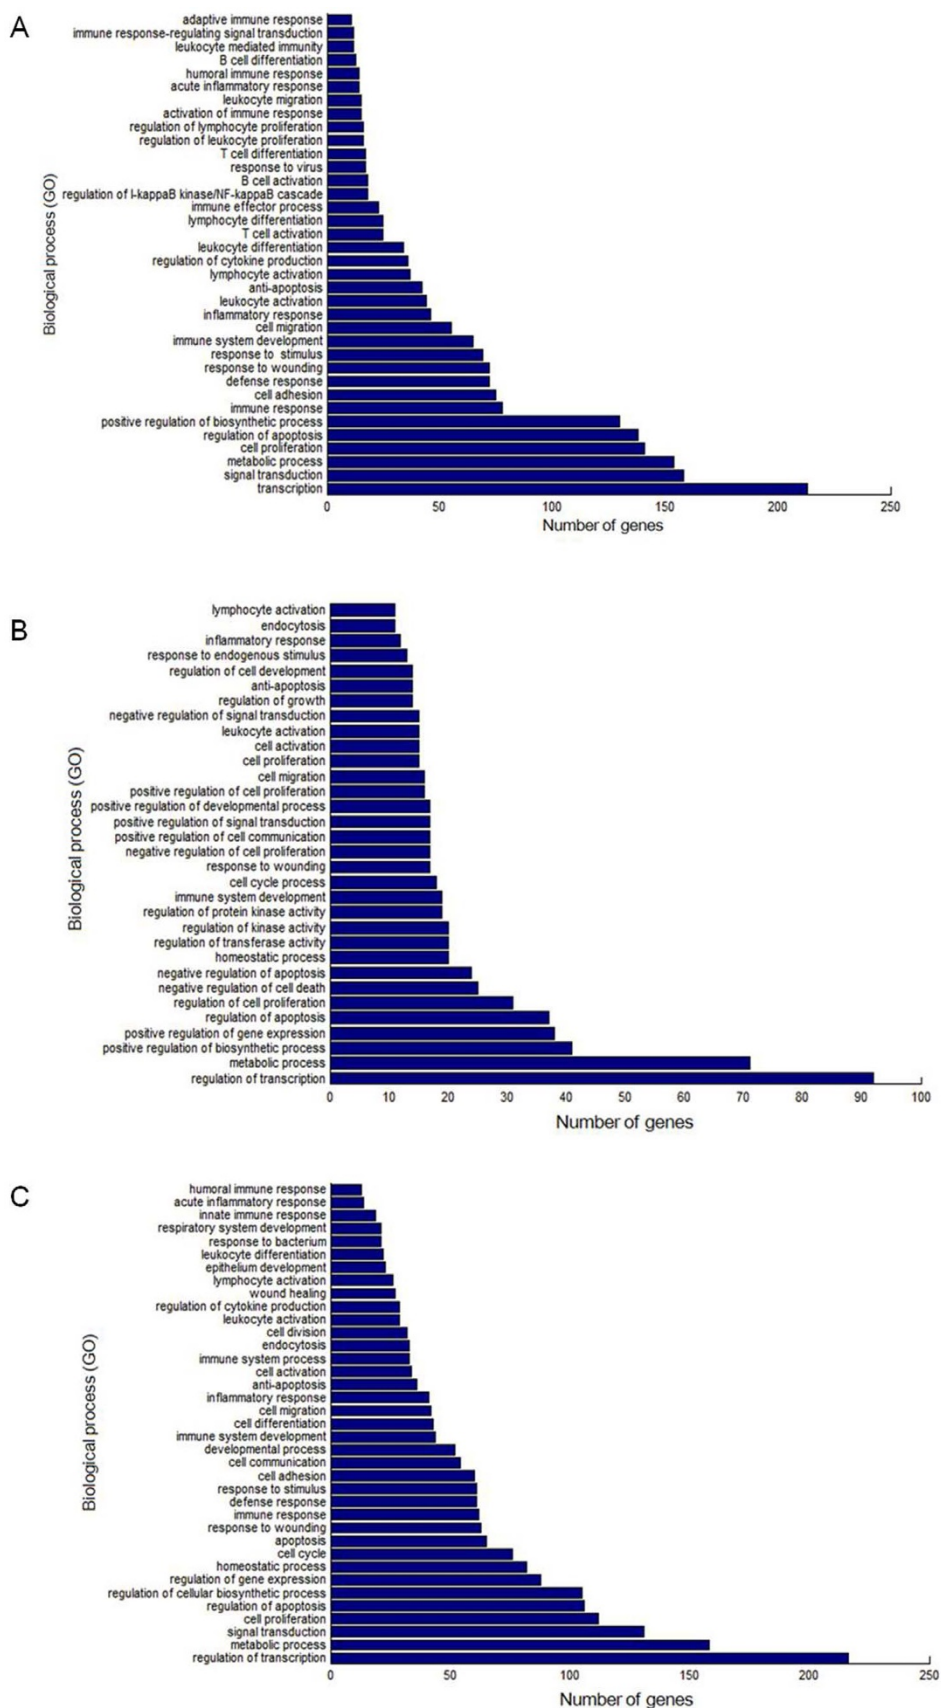 A
adaptive immune response
immune response-regulating signal transduction
leukocyte mediated immunity
B cell differentiation
humoral immune response
acute inflammatory response
leukocyte migration
activation of immune response
regulation of lymphocyte proliferation
regulation of leukocyte proliferation
T cell differentiation
response to virus
B cell activation
regulation of I-kappaB kinase/NF-kappaB cascade
immune effector process
lymphocyte differentiation
T cell activation
leukocyte differentiation
regulation of cytokine production
lymphocyte activation
anti-apoptosis
leukocyte activation
inflammatory response
cell migration
immune system development
response to stimulus
response to wounding
defense response
cell adhesion
immune response
positive regulation of biosynthetic process
regulation of apoptosis
cell proliferation
metabolic process
signal transduction
transcription
Biological process (GO)
0 50 100 150 200 250
Number of genes
B
lymphocyte activation
endocytosis
inflammatory response
response to endogenous stimulus
regulation of cell development
anti-apoptosis
regulation of growth
negative regulation of signal transduction
leukocyte activation
cell activation
cell proliferation
cell migration
positive regulation of cell proliferation
positive regulation of developmental process
positive regulation of signal transduction
positive regulation of cell communication
negative regulation of cell proliferation
response to wounding
cell cycle process
immune system development
regulation of protein kinase activity
regulation of kinase activity
regulation of transferase activity
homeostatic process
negative regulation of apoptosis
negative regulation of cell death
regulation of cell proliferation
regulation of apoptosis
positive regulation of gene expression
positive regulation of biosynthetic process
metabolic process
regulation of transcription
Biological process (GO)
0 10 20 30 40 50 60 70 80 90 100
Number of genes
C
humoral immune response
acute inflammatory response
innate immune response
respiratory system development
response to bacterium
leukocyte differentiation
epithelium development
lymphocyte activation
wound healing
regulation of cytokine production
leukocyte activation
cell division
endocytosis
immune system process
cell activation
anti-apoptosis
inflammatory response
cell migration
cell differentiation
immune system development
developmental process
cell communication
cell adhesion
response to stimulus
defense response
immune response
response to wounding
apoptosis
cell cycle
homeostatic process
regulation of gene expression
regulation of cellular biosynthetic process
regulation of apoptosis
cell proliferation
signal transduction
metabolic process
regulation of transcription
Biological process (GO)
0 50 100 150 200 250
Number of genes